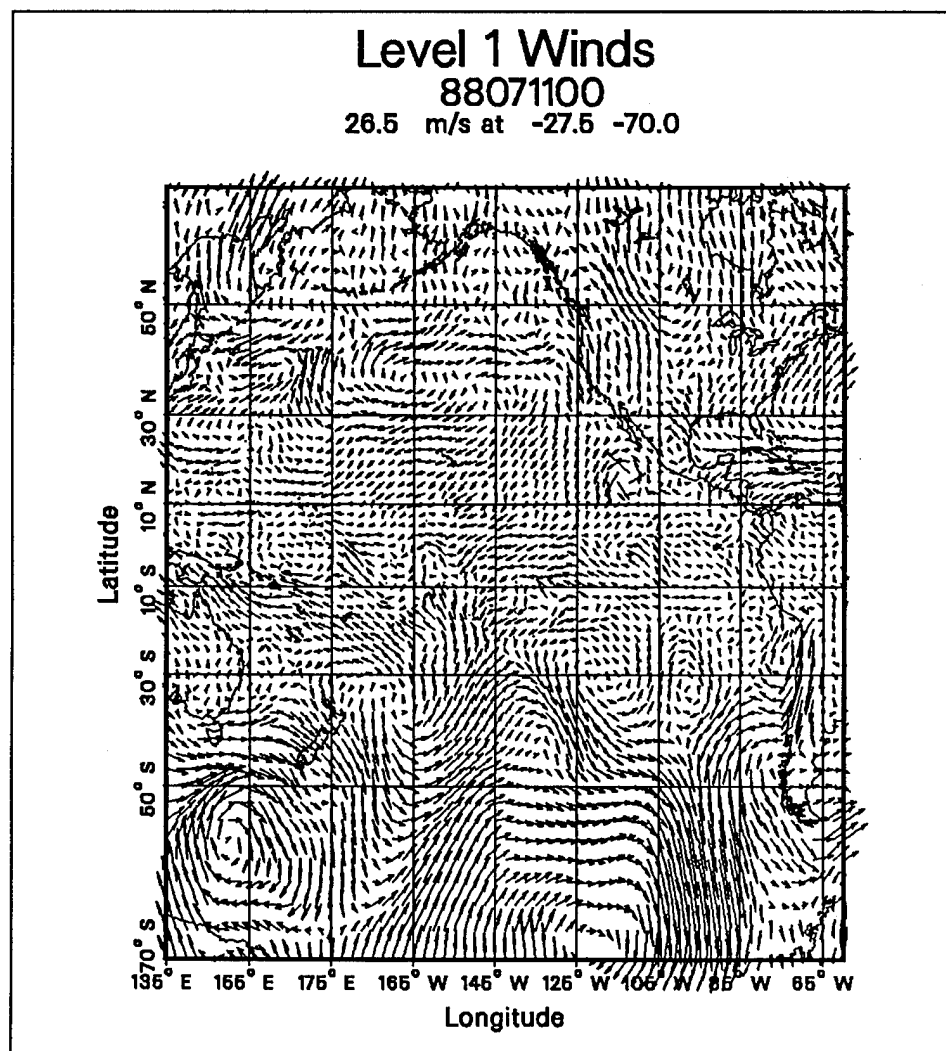 Level 1 Winds
88071100
26.5 m/s at -27.5 -70.0
Latitude
50° N
30° N
10° N
10° S
30° S
50° S
70° S
135° E 155° E 175° E 165° W 145° W 125° W 105° W 85° W 65° W
Longitude